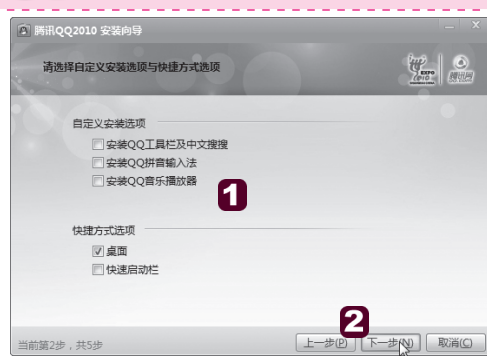 腾讯QQ2010 安装向导
请选择自定义安装选项与快捷方式选项
EXPO
2010
腾讯网
自定义安装选项
安装QQ工具栏及中文搜搜
安装QQ拼音输入法
安装QQ音乐播放器
1
快捷方式选项
桌面
快速启动栏
2
当前第2步，共5步
上一步(P) 下一步(N) 取消(C)